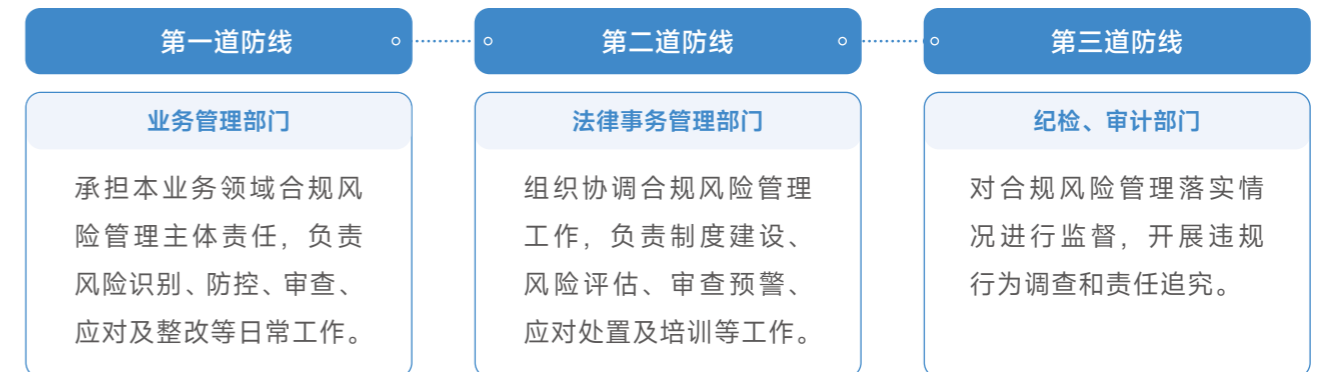 第一道防线
业务管理部门
承担本业务领域合规风
险管理主体责任，负责
风险识别、防控、审查、
应对及整改等日常工作。
第二道防线
法律事务管理部门
组织协调合规风险管理
工作，负责制度建设、
风险评估、审查预警、
应对处置及培训等工作。
第三道防线
纪检、审计部门
对合规风险管理落实情
况进行监督，开展违规
行为调查和责任追究。